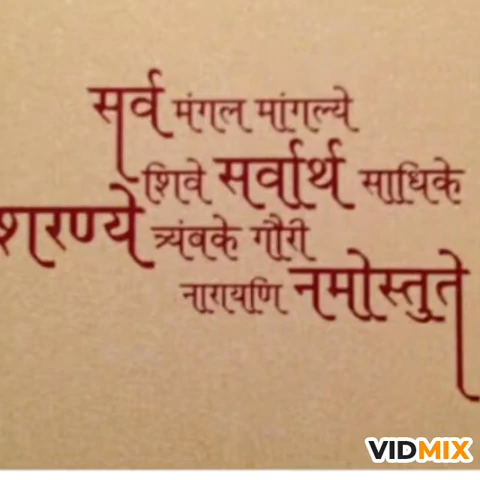 सर्व मंगल मांगल्ये
शिवे सर्वार्थ साधिके
शरण्ये त्र्यंबके गौरी
नारायणि नमोस्तुते
VIDMIX